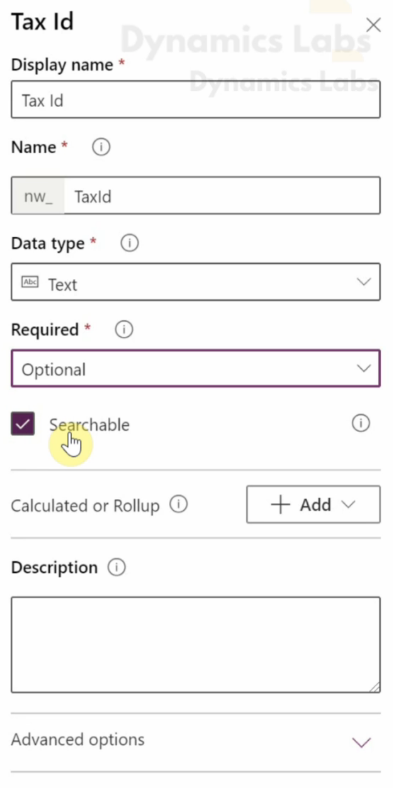 Tax Id
Dynamics Labs
Dynamics Labs
Display name *
Tax Id
Name *
nw_ TaxId
Data type *
Abc Text
Required *
Optional
Searchable
Calculated or Rollup
+ Add
Description
Advanced options